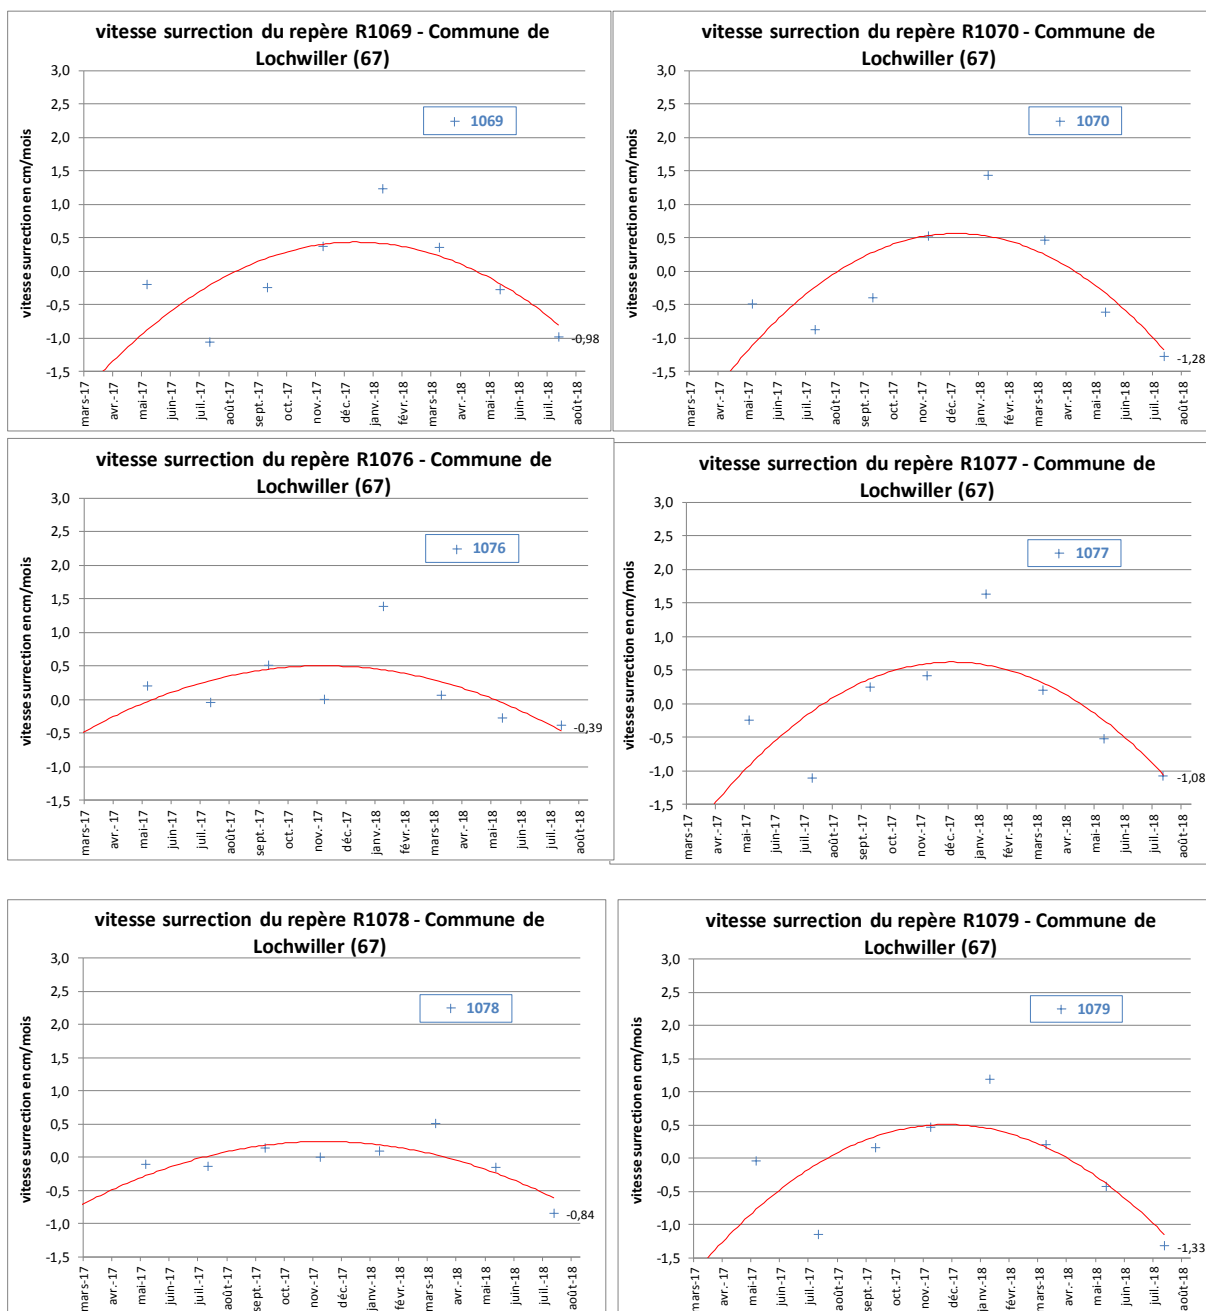 vitesse surrection du repère R1069 - Commune de
Lochwiller (67)
vitesse surrection en cm/mois
3,0
2,5
2,0
1,5
1,0
0,5
0,0
-0,5
-1,0
-1,5
1069
-0,98
mars-17
avr.-17
mai-17
juin-17
juil.-17
août-17
sept.-17
oct.-17
nov.-17
déc.-17
janv.-18
févr.-18
mars-18
avr.-18
mai-18
juin-18
juil.-18
août-18
vitesse surrection du repère R1070 - Commune de
Lochwiller (67)
vitesse surrection en cm/mois
3,0
2,5
2,0
1,5
1,0
0,5
0,0
-0,5
-1,0
-1,5
1070
-1,28
mars-17
avr.-17
mai-17
juin-17
juil.-17
août-17
sept.-17
oct.-17
nov.-17
déc.-17
janv.-18
févr.-18
mars-18
avr.-18
mai-18
juin-18
juil.-18
août-18
vitesse surrection du repère R1076 - Commune de
Lochwiller (67)
vitesse surrection en cm/mois
3,0
2,5
2,0
1,5
1,0
0,5
0,0
-0,5
-1,0
-1,5
1076
-0,39
mars-17
avr.-17
mai-17
juin-17
juil.-17
août-17
sept.-17
oct.-17
nov.-17
déc.-17
janv.-18
févr.-18
mars-18
avr.-18
mai-18
juin-18
juil.-18
août-18
vitesse surrection du repère R1077 - Commune de
Lochwiller (67)
vitesse surrection en cm/mois
3,0
2,5
2,0
1,5
1,0
0,5
0,0
-0,5
-1,0
-1,5
1077
-1,08
mars-17
avr.-17
mai-17
juin-17
juil.-17
août-17
sept.-17
oct.-17
nov.-17
déc.-17
janv.-18
févr.-18
mars-18
avr.-18
mai-18
juin-18
juil.-18
août-18
vitesse surrection du repère R1078 - Commune de
Lochwiller (67)
vitesse surrection en cm/mois
3,0
2,5
2,0
1,5
1,0
0,5
0,0
-0,5
-1,0
-1,5
1078
-0,84
mars-17
avr.-17
mai-17
juin-17
juil.-17
août-17
sept.-17
oct.-17
nov.-17
déc.-17
janv.-18
févr.-18
mars-18
avr.-18
mai-18
juin-18
juil.-18
août-18
vitesse surrection du repère R1079 - Commune de
Lochwiller (67)
vitesse surrection en cm/mois
3,0
2,5
2,0
1,5
1,0
0,5
0,0
-0,5
-1,0
-1,5
1079
-1,33
mars-17
avr.-17
mai-17
juin-17
juil.-17
août-17
sept.-17
oct.-17
nov.-17
déc.-17
janv.-18
févr.-18
mars-18
avr.-18
mai-18
juin-18
juil.-18
août-18